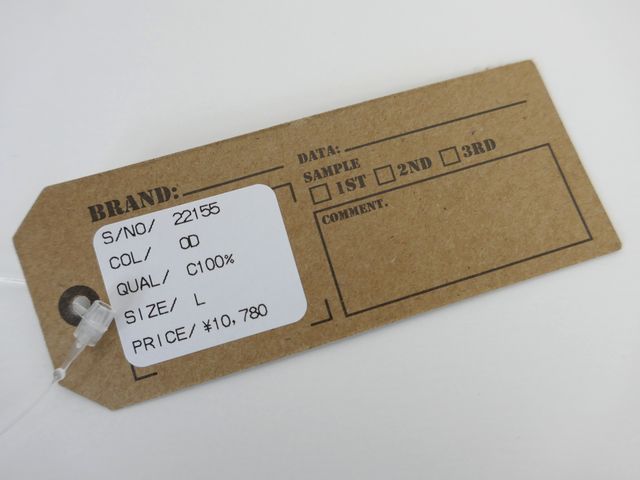 BRAND:
S/NO/ 22155
COL/ OD
QUAL/ C100%
SIZE/ L
PRICE/ ¥10,780
DATA:
SAMPLE
1ST 2ND 3RD
COMMENT.